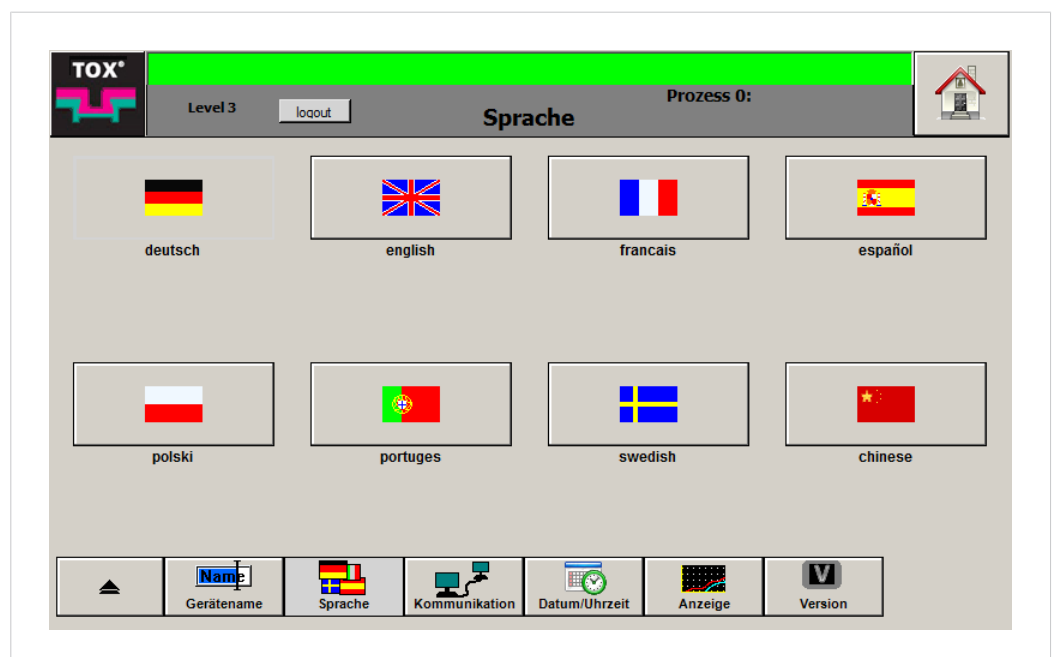 TOX®
Level 3
logout
Sprache
Prozess 0:
deutsch
english
francais
español
polski
portuges
swedish
chinese
Name
Gerätename
Sprache
Kommunikation
Datum/Uhrzeit
Anzeige
V
Version